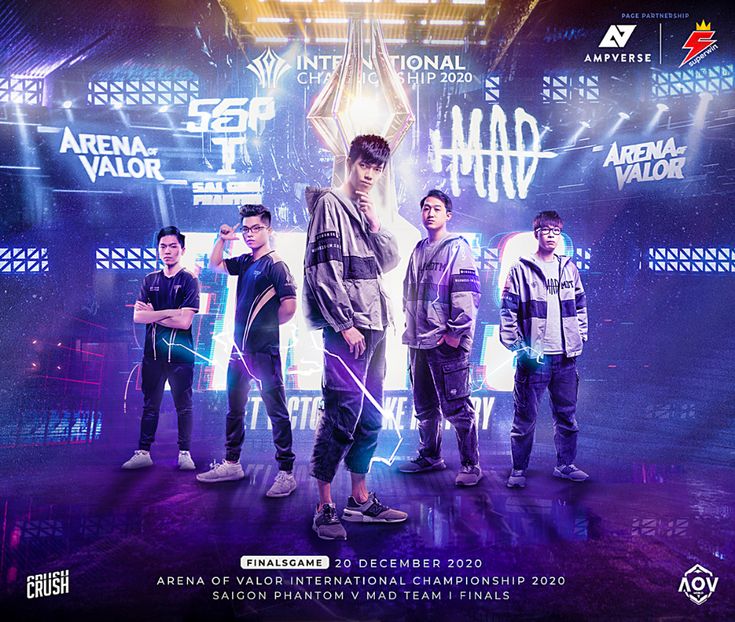 PAGE PARTNERSHIP
AMPVERSE
superwin
INTERNATIONAL
CHAMPIONSHIP 2020
SGP
ARENA OF
VALOR
MAD
ARENA OF
VALOR
FINALSGAME 20 DECEMBER 2020
ARENA OF VALOR INTERNATIONAL CHAMPIONSHIP 2020
SAIGON PHANTOM V MAD TEAM I FINALS
CRUSH
AOV